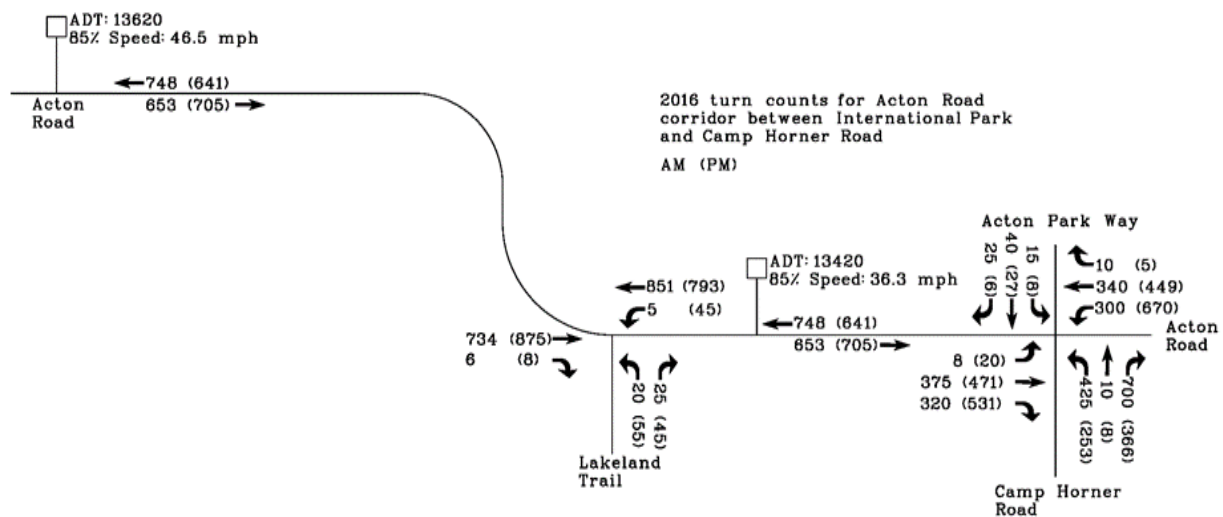 ADT: 13620
85% Speed: 46.5 mph
748 (641)
653 (705)
Acton
Road
2016 turn counts for Acton Road
corridor between International Park
and Camp Horner Road
AM (PM)
Acton Park Way
25 (6)
40 (27)
15 (8)
10 (5)
340 (449)
300 (670)
ADT: 13420
85% Speed: 36.3 mph
851 (793)
5 (45)
748 (641)
653 (705)
734 (875)
6 (8)
20 (55)
25 (45)
8 (20)
375 (471)
320 (531)
425 (253)
10 (8)
700 (366)
Acton
Road
Lakeland
Trail
Camp Horner
Road